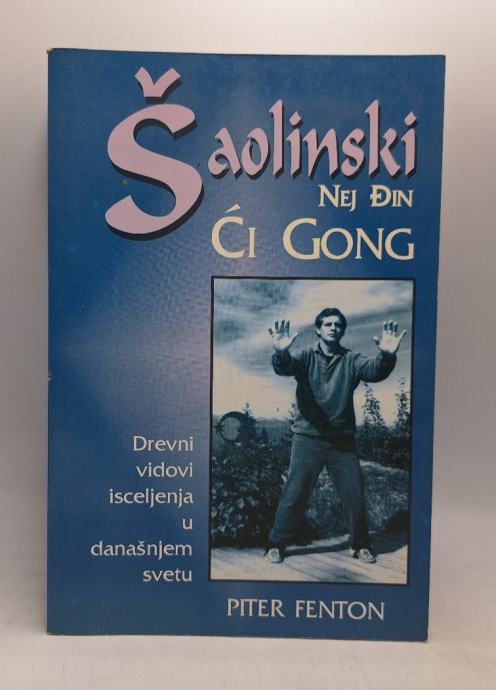 Šaolinski
Nej Đin
Ći Gong
Drevni
vidovi
isceljenja
u
današnjem
svetu
PITER FENTON